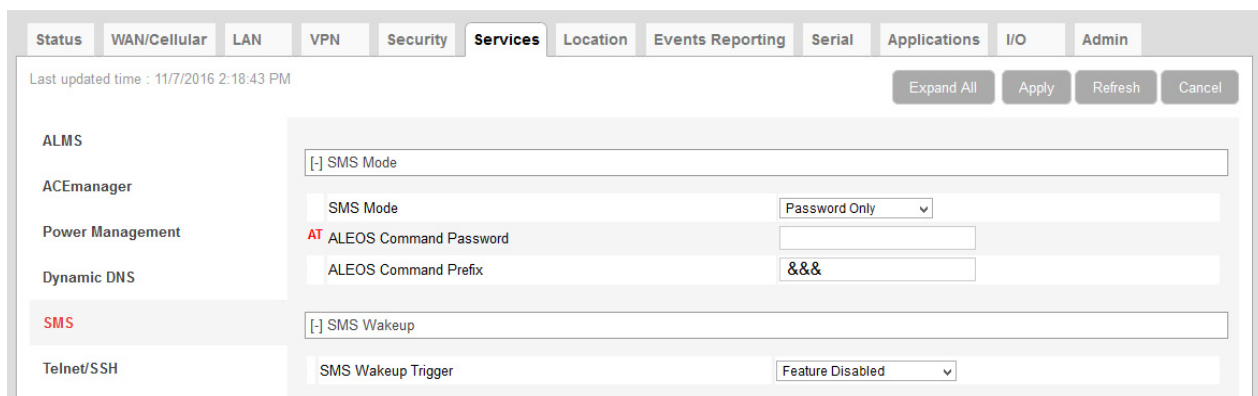 Status WAN/Cellular LAN VPN Security Services Location Events Reporting Serial Applications I/O Admin
Last updated time : 11/7/2016 2:18:43 PM
Expand All Apply Refresh Cancel
ALMS
ACEmanager
Power Management
Dynamic DNS
SMS
Telnet/SSH
[-] SMS Mode
SMS Mode Password Only
AT ALEOS Command Password
ALEOS Command Prefix &&&
[-] SMS Wakeup
SMS Wakeup Trigger Feature Disabled